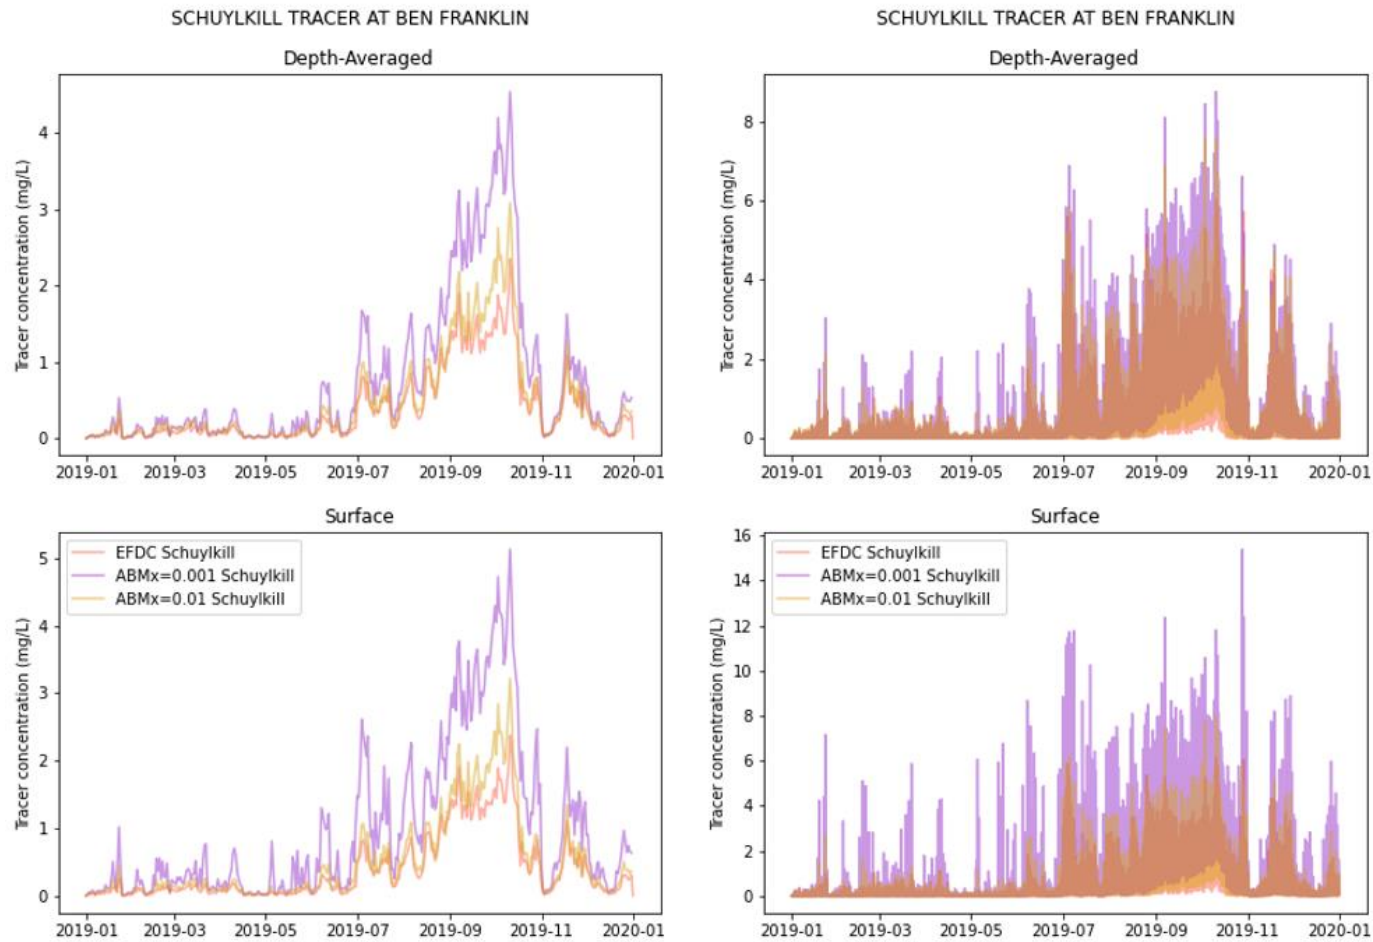 SCHUYLKILL TRACER AT BEN FRANKLIN
Depth-Averaged
Tracer concentration (mg/L)
4
3
2
1
0
2019-01 2019-03 2019-05 2019-07 2019-09 2019-11 2020-01
SCHUYLKILL TRACER AT BEN FRANKLIN
Depth-Averaged
Tracer concentration (mg/L)
8
6
4
2
0
2019-01 2019-03 2019-05 2019-07 2019-09 2019-11 2020-01
Surface
EFDC Schuylkill
ABMx=0.001 Schuylkill
ABMx=0.01 Schuylkill
Tracer concentration (mg/L)
5
4
3
2
1
0
2019-01 2019-03 2019-05 2019-07 2019-09 2019-11 2020-01
Surface
EFDC Schuylkill
ABMx=0.001 Schuylkill
ABMx=0.01 Schuylkill
Tracer concentration (mg/L)
16
14
12
10
8
6
4
2
0
2019-01 2019-03 2019-05 2019-07 2019-09 2019-11 2020-01